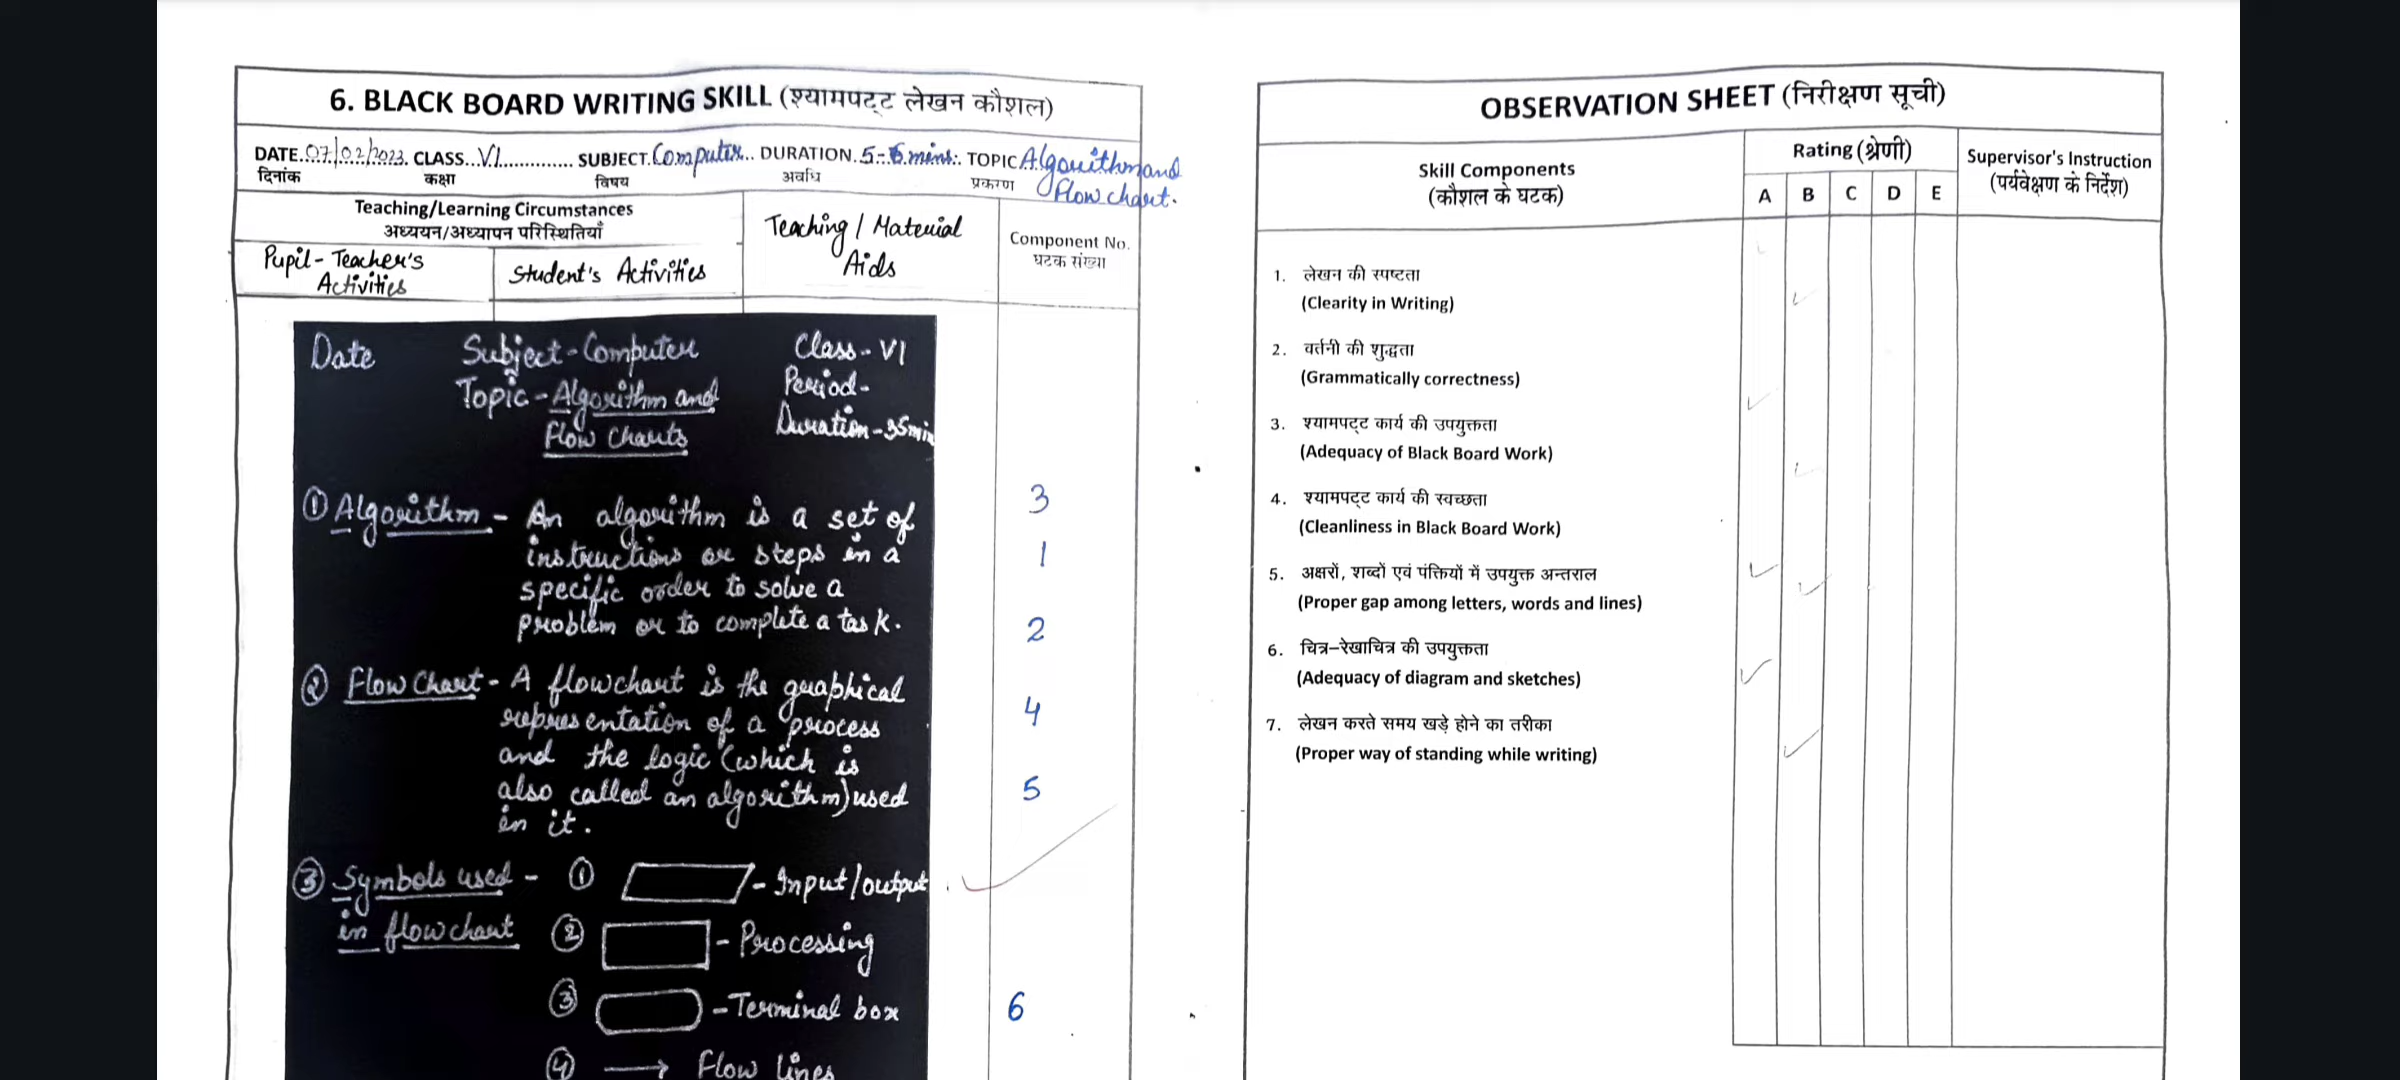 6. BLACK BOARD WRITING SKILL (श्यामपट्ट लेखन कौशल)
DATE 07/02/2023 CLASS VI SUBJECT Computer DURATION 5-6 mins. TOPIC Algorithm and Flow chart.
दिनांक कक्षा विषय अवधि प्रकरण
Teaching/Learning Circumstances
अध्ययन/अध्यापन परिस्थितियाँ
Pupil-Teacher's Activities
Student's Activities
Teaching / Material Aids
Component No.
घटक संख्या
Date Subject-Computer Class-VI
Topic-Algorithm and Flow Charts
Period-
Duration-35min
① Algorithm - An algorithm is a set of
instructions or steps in a
specific order to solve a
problem or to complete a task.
② Flow Chart - A flowchart is the graphical
representation of a process
and the logic (which is
also called an algorithm) used
in it.
③ Symbols used in flowchart - ① - Input/output
② - Processing
③ - Terminal box
④ → Flow lines
3
1
2
4
5
6
OBSERVATION SHEET (निरीक्षण सूची)
Skill Components
(कौशल के घटक)
Rating (श्रेणी)
A B C D E
Supervisor's Instruction
(पर्यवेक्षण के निर्देश)
1. लेखन की स्पष्टता
(Clearity in Writing)
2. वर्तनी की शुद्धता
(Grammatically correctness)
3. श्यामपट्ट कार्य की उपयुक्तता
(Adequacy of Black Board Work)
4. श्यामपट्ट कार्य की स्वच्छता
(Cleanliness in Black Board Work)
5. अक्षरों, शब्दों एवं पंक्तियों में उपयुक्त अन्तराल
(Proper gap among letters, words and lines)
6. चित्र–रेखाचित्र की उपयुक्तता
(Adequacy of diagram and sketches)
7. लेखन करते समय खड़े होने का तरीका
(Proper way of standing while writing)